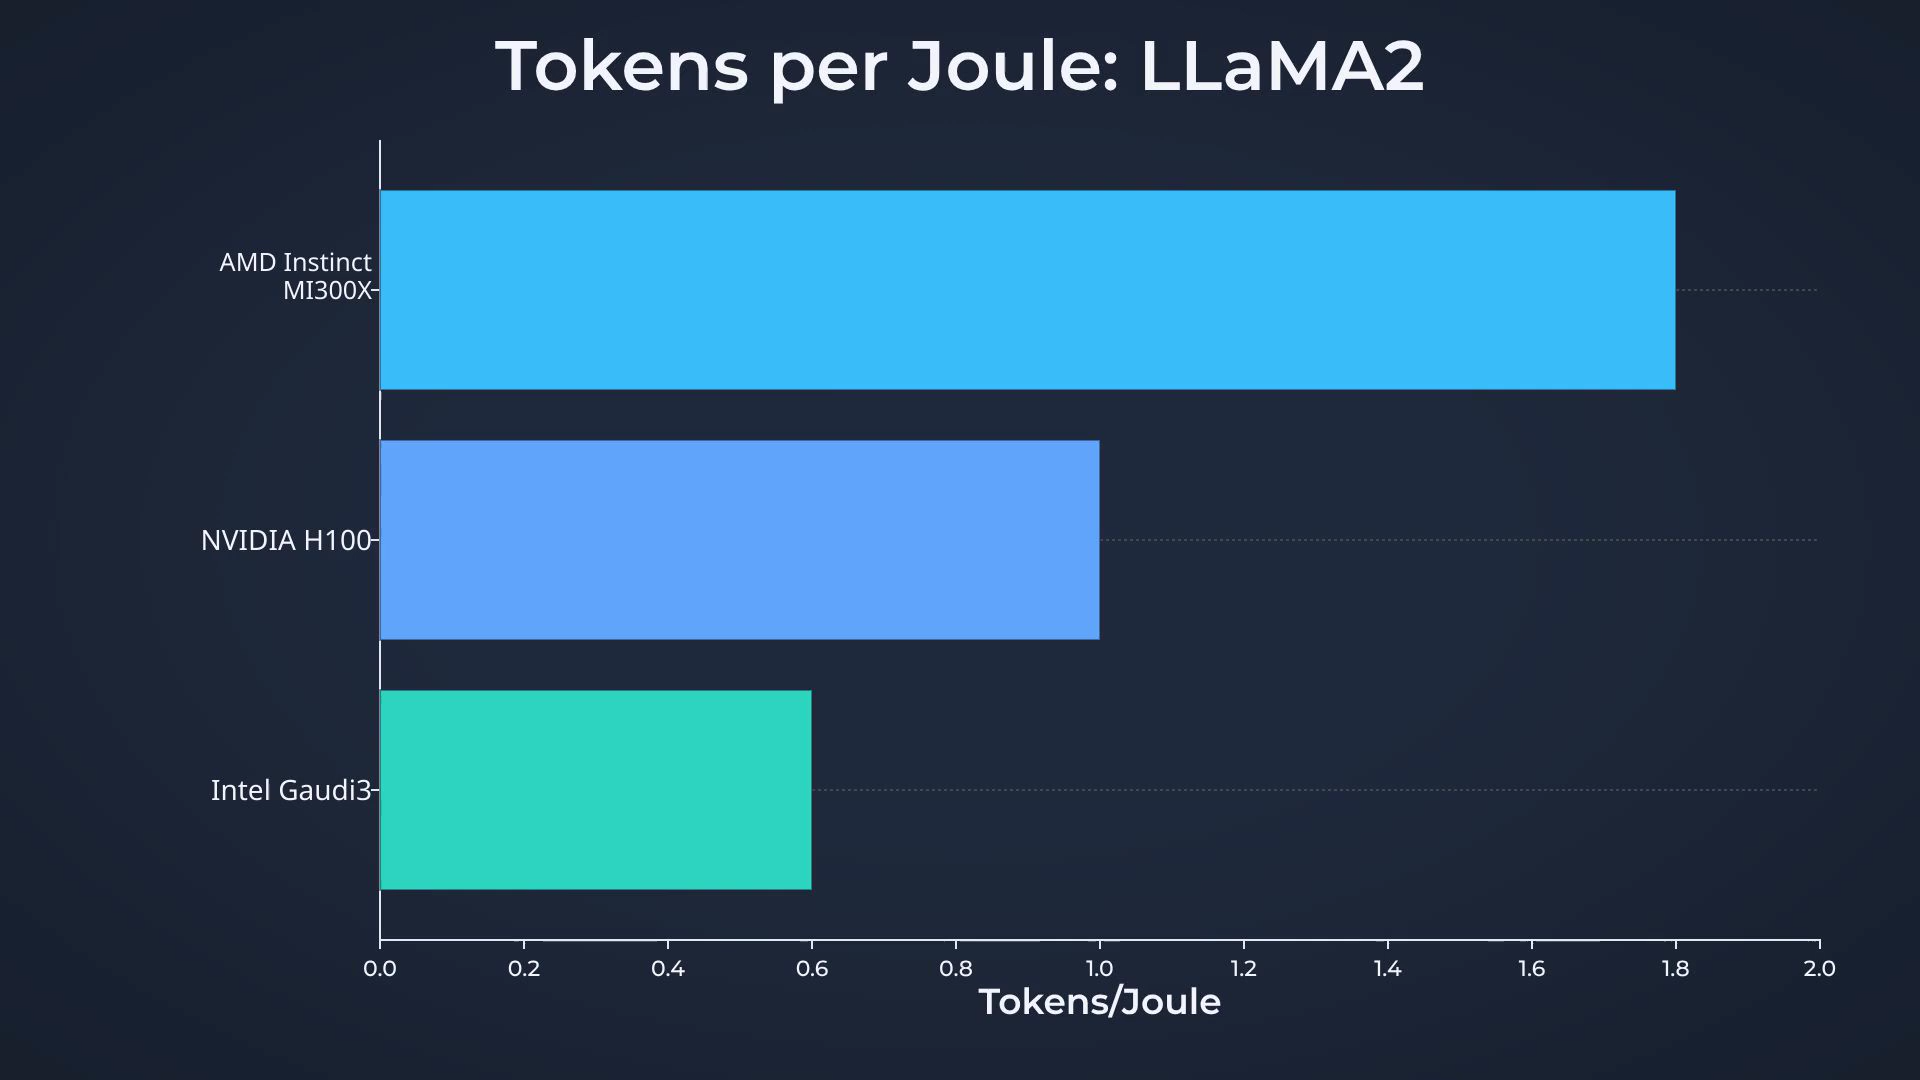 Tokens per Joule: LLaMA2
AMD Instinct
MI300X
NVIDIA H100
Intel Gaudi3
0.0 0.2 0.4 0.6 0.8 1.0 1.2 1.4 1.6 1.8 2.0
Tokens/Joule